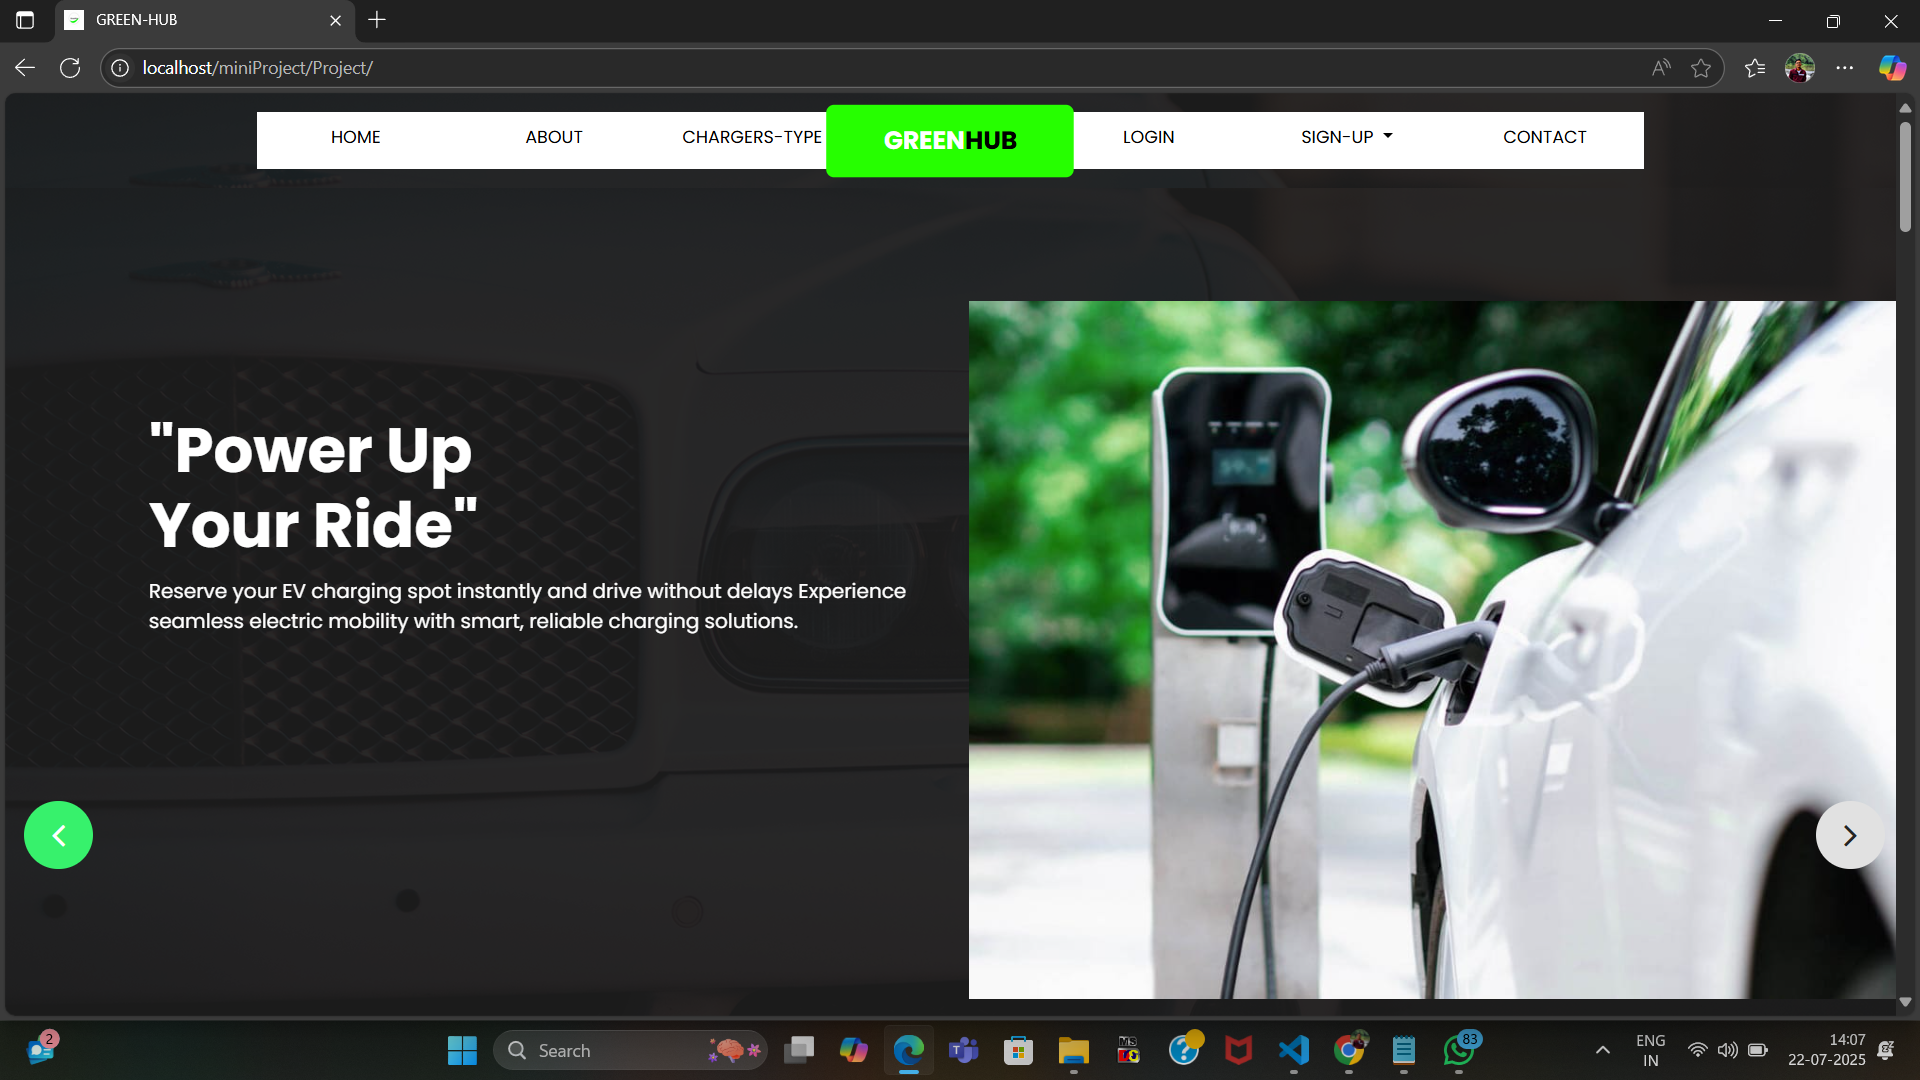 GREEN-HUB
localhost/miniProject/Project/
HOME
ABOUT
CHARGERS-TYPE
GREENHUB
LOGIN
SIGN-UP
CONTACT
"Power Up
Your Ride"
Reserve your EV charging spot instantly and drive without delays Experience
seamless electric mobility with smart, reliable charging solutions.
2
Search
83
ENG
IN
14:07
22-07-2025